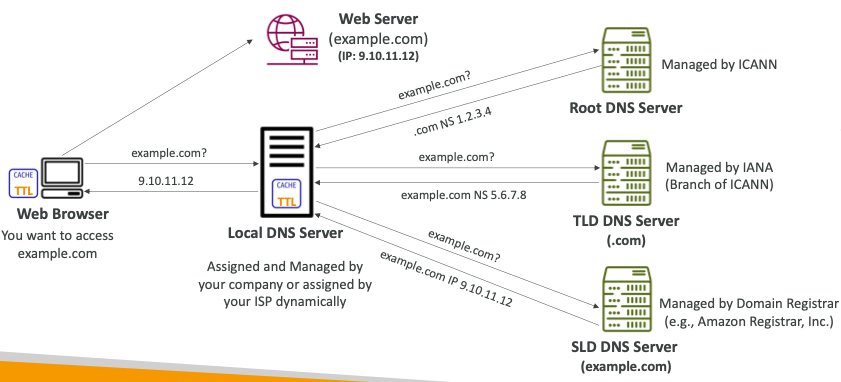 Web Server
(example.com)
(IP: 9.10.11.12)
example.com?
.com NS 1.2.3.4
Managed by ICANN
Root DNS Server
example.com?
9.10.11.12
CACHE
TTL
Web Browser
You want to access
example.com
CACHE
TTL
Local DNS Server
Assigned and Managed by
your company or assigned by
your ISP dynamically
example.com?
example.com NS 5.6.7.8
Managed by IANA
(Branch of ICANN)
TLD DNS Server
(.com)
example.com?
example.com IP 9.10.11.12
Managed by Domain Registrar
(e.g., Amazon Registrar, Inc.)
SLD DNS Server
(example.com)